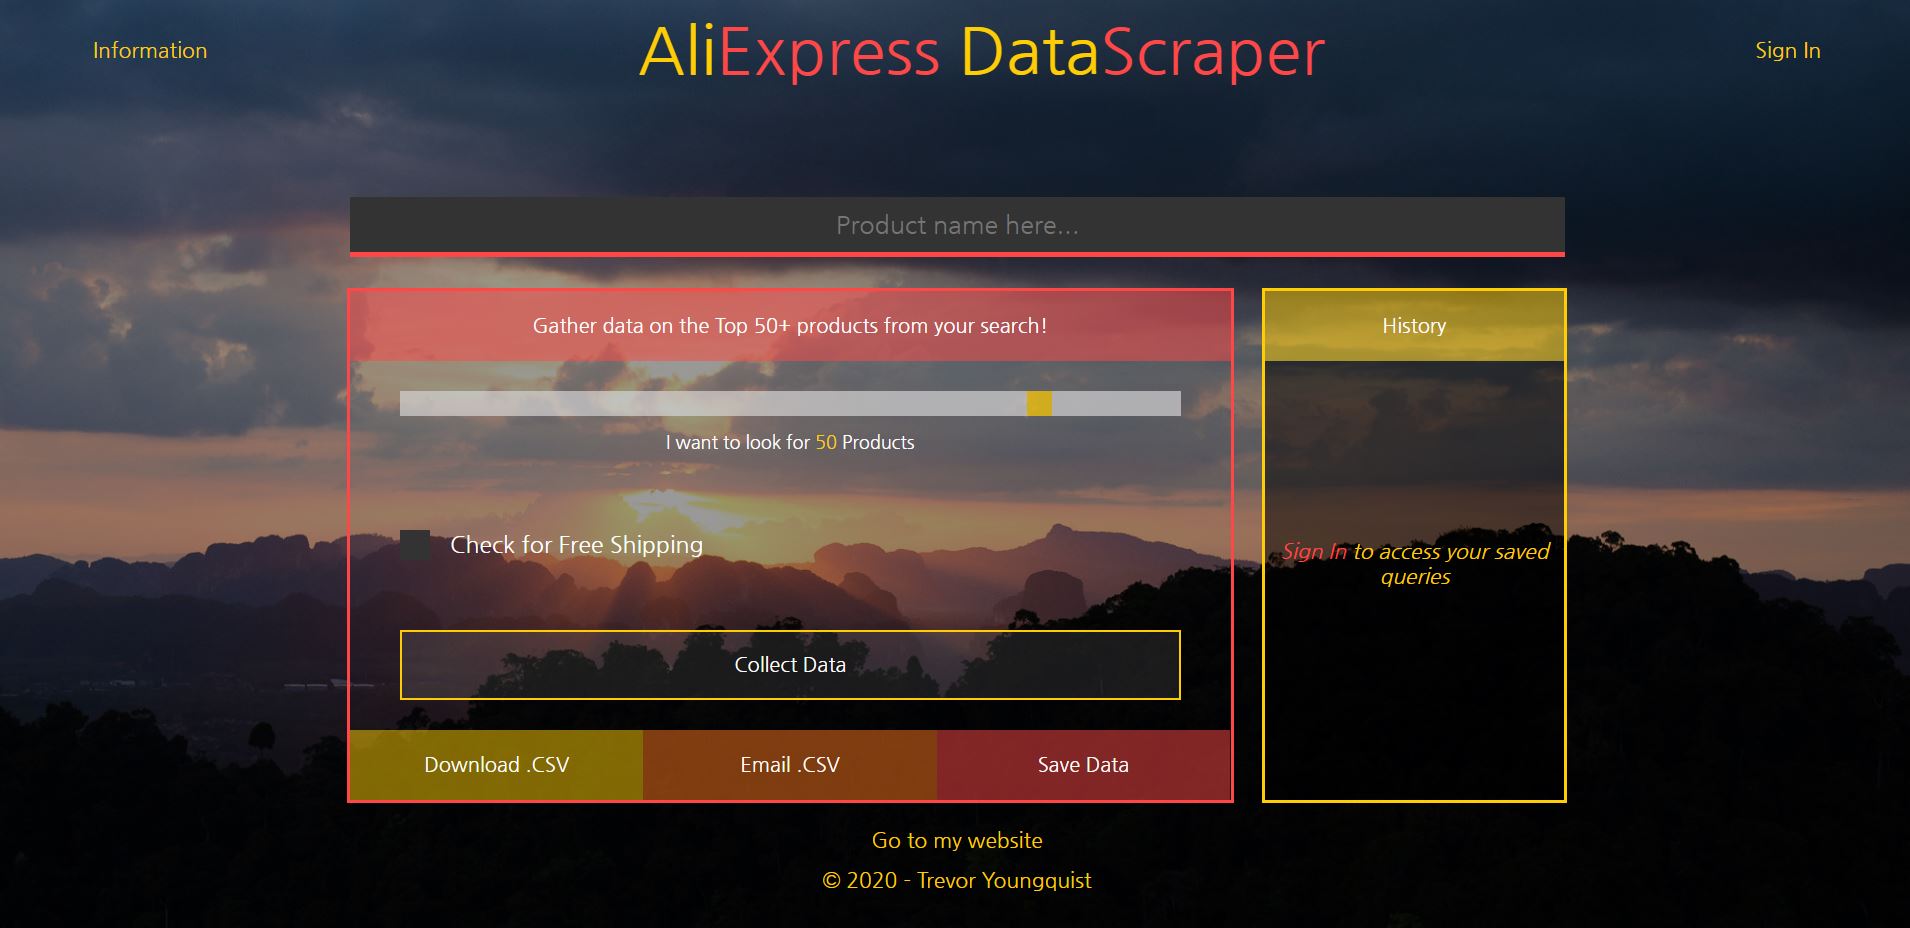 Information
AliExpress DataScraper
Sign In
Product name here...
Gather data on the Top 50+ products from your search!
History
I want to look for 50 Products
Check for Free Shipping
Sign In to access your saved
queries
Collect Data
Download .CSV
Email .CSV
Save Data
Go to my website
© 2020 - Trevor Youngquist